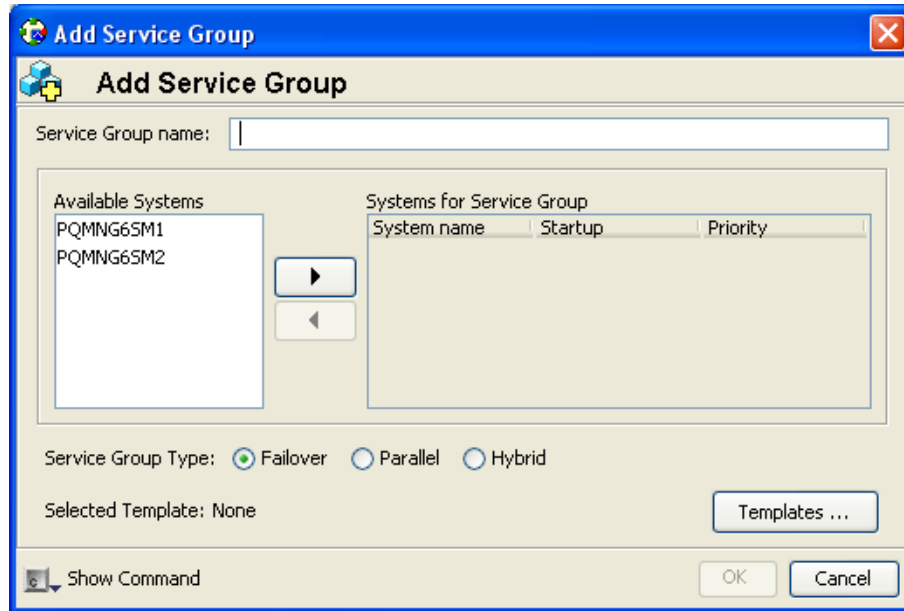 Add Service Group
Add Service Group
Service Group name:
Available Systems
Systems for Service Group
PQMNG6SM1
PQMNG6SM2
System name Startup Priority
Service Group Type: Failover Parallel Hybrid
Selected Template: None
Templates ...
Show Command
OK
Cancel